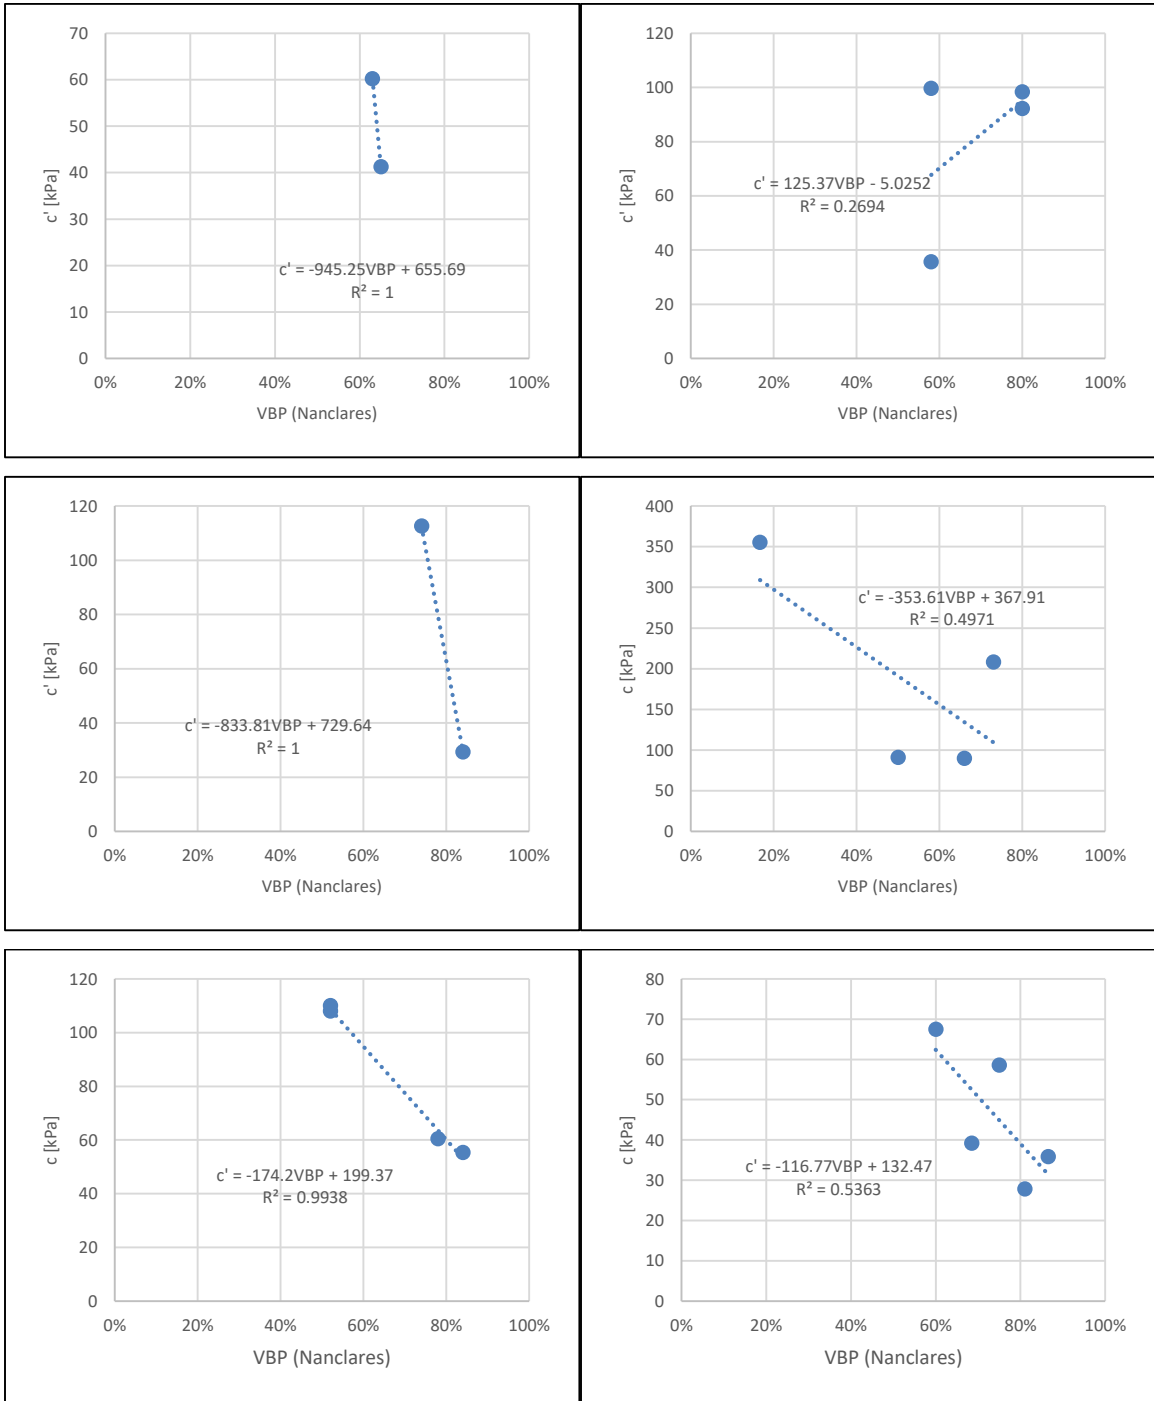 70
60
50
40
30
20
10
0
c' [kPa]
c' = -945.25VBP + 655.69
R² = 1
0% 20% 40% 60% 80% 100%
VBP (Nanclares)
120
100
80
60
40
20
0
c' [kPa]
c' = 125.37VBP - 5.0252
R² = 0.2694
0% 20% 40% 60% 80% 100%
VBP (Nanclares)
120
100
80
60
40
20
0
c' [kPa]
c' = -833.81VBP + 729.64
R² = 1
0% 20% 40% 60% 80% 100%
VBP (Nanclares)
400
350
300
250
200
150
100
50
0
c [kPa]
c' = -353.61VBP + 367.91
R² = 0.4971
0% 20% 40% 60% 80% 100%
VBP (Nanclares)
120
100
80
60
40
20
0
c [kPa]
c' = -174.2VBP + 199.37
R² = 0.9938
0% 20% 40% 60% 80% 100%
VBP (Nanclares)
80
70
60
50
40
30
20
10
0
c [kPa]
c' = -116.77VBP + 132.47
R² = 0.5363
0% 20% 40% 60% 80% 100%
VBP (Nanclares)